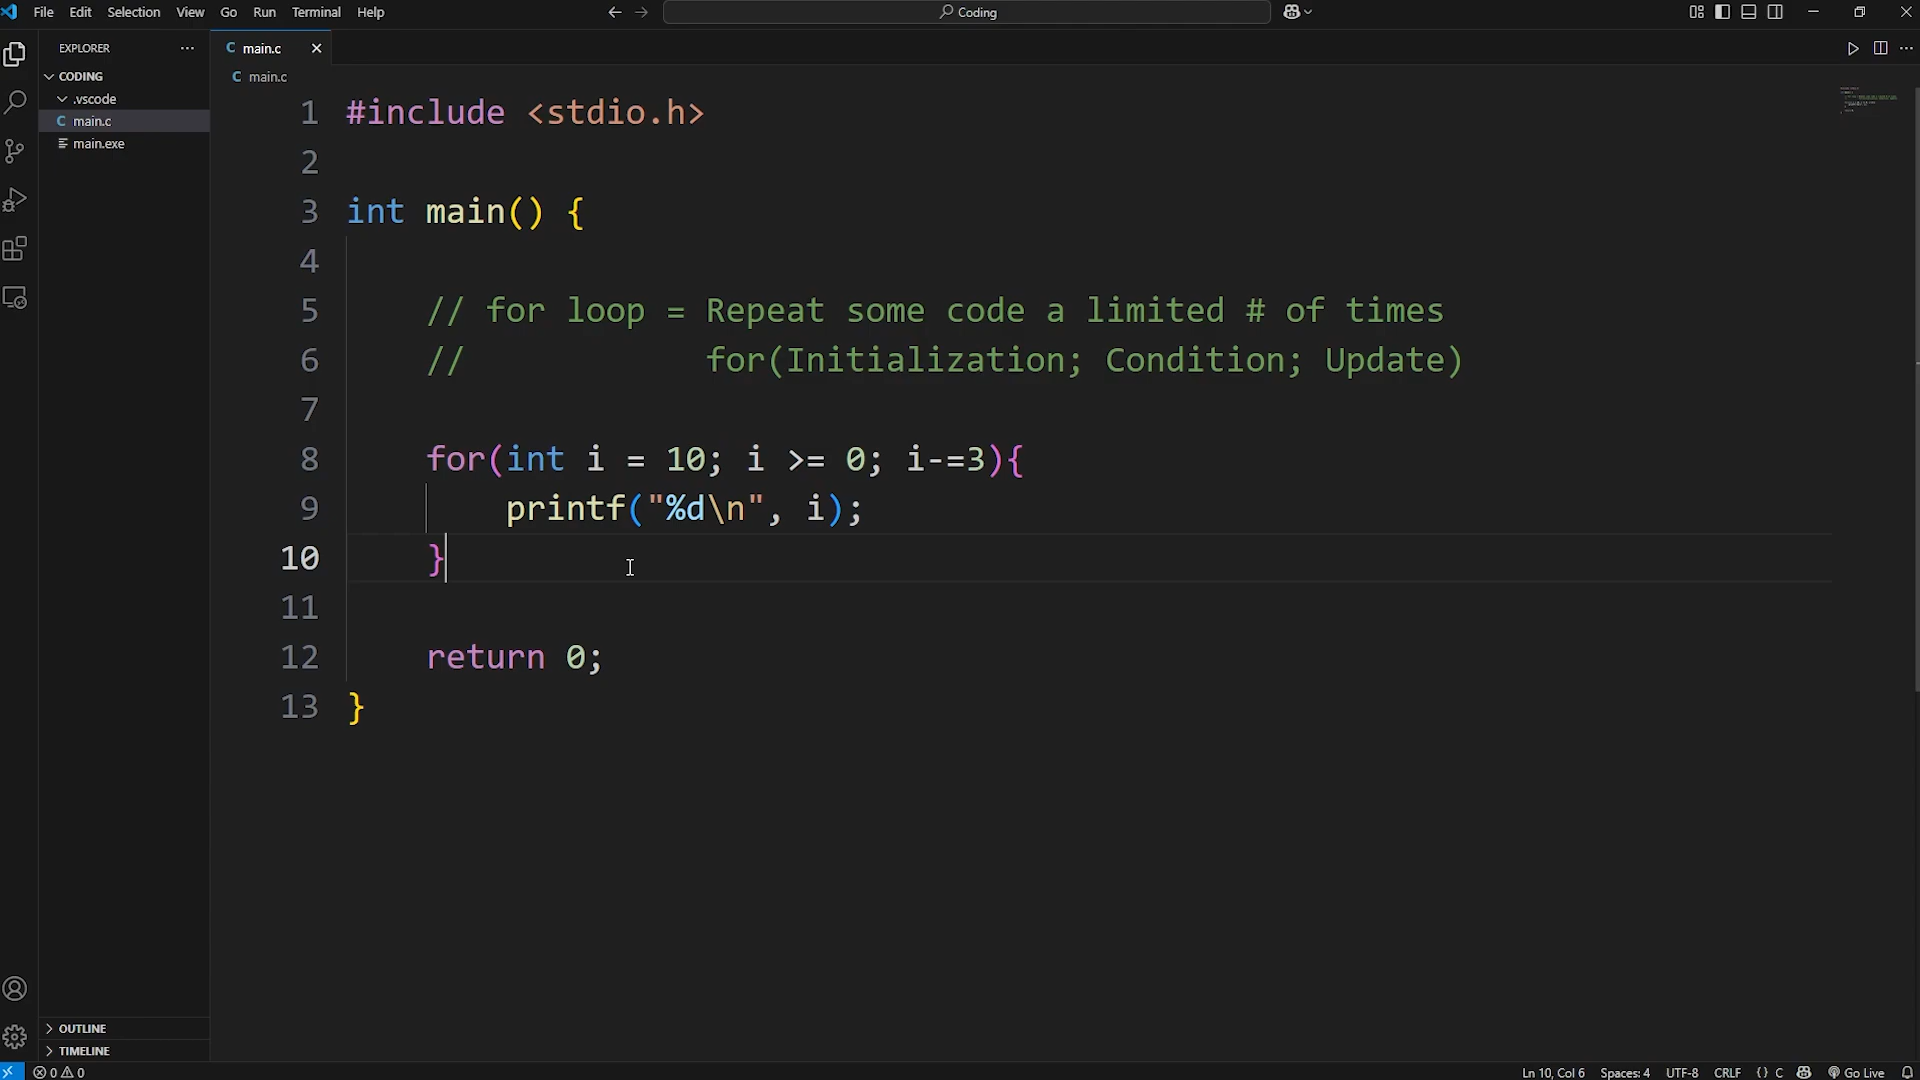 File Edit Selection View Go Run Terminal Help
Coding
EXPLORER
CODING
.vscode
C main.c
main.exe
C main.c
C main.c
1 #include <stdio.h>
2
3 int main() {
4
5     // for loop = Repeat some code a limited # of times
6     //            for(Initialization; Condition; Update)
7
8     for(int i = 10; i >= 0; i-=3){
9         printf("%d\n", i);
10     }
11
12     return 0;
13 }
OUTLINE
TIMELINE
0 0
Ln 10, Col 6 Spaces: 4 UTF-8 CRLF {} C Go Live